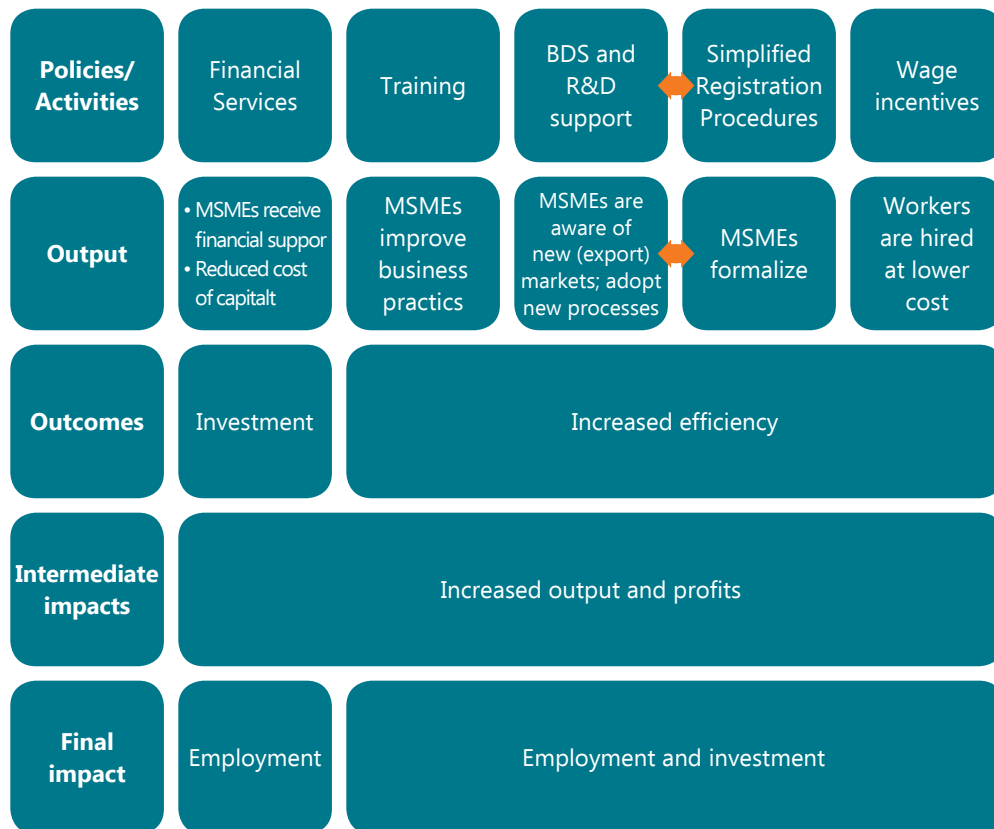 Policies/
Activities
Financial
Services
Training
BDS and
R&D
support
Simplified
Registration
Procedures
Wage
incentives
Output
• MSMEs receive
financial suppor
• Reduced cost
of capitalt
MSMEs
improve
business
practics
MSMEs are
aware of
new (export)
markets; adopt
new processes
MSMEs
formalize
Workers
are hired
at lower
cost
Outcomes
Investment
Increased efficiency
Intermediate
impacts
Increased output and profits
Final
impact
Employment
Employment and investment